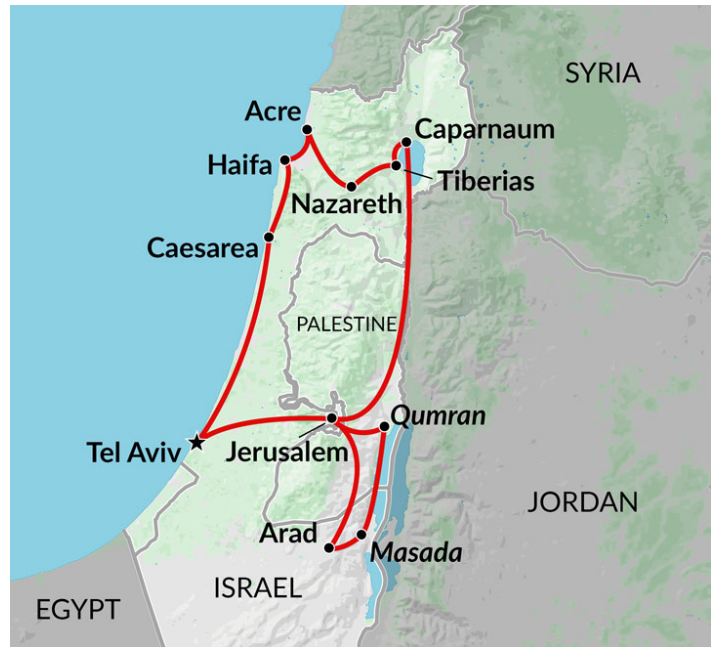 SYRIA
Acre
Caparnaum
Haifa
Tiberias
Nazareth
Caesarea
PALESTINE
Qumran
Tel Aviv
Jerusalem
JORDAN
Arad
Masada
ISRAEL
EGYPT